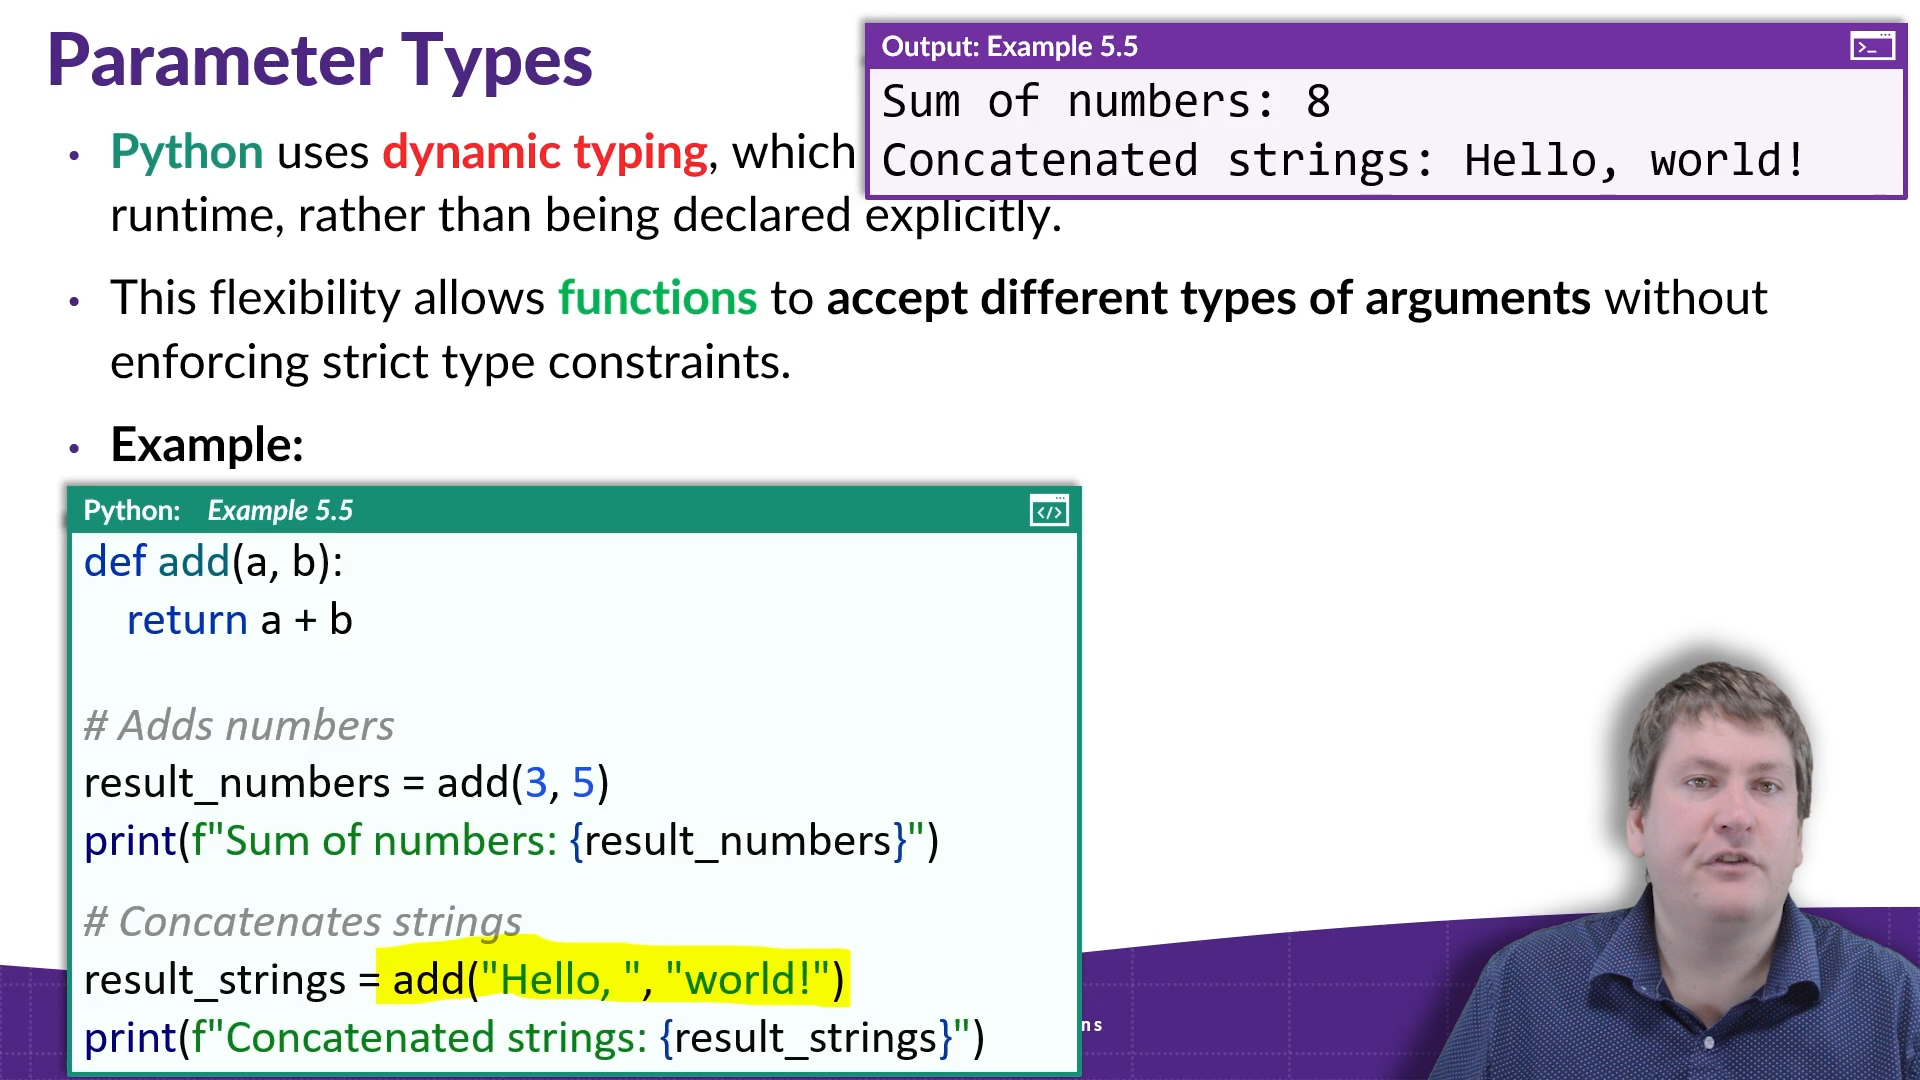 Parameter Types
Output: Example 5.5
Sum of numbers: 8
Concatenated strings: Hello, world!
• Python uses dynamic typing, which
runtime, rather than being declared explicitly.
• This flexibility allows functions to accept different types of arguments without
enforcing strict type constraints.
• Example:
Python: Example 5.5
def add(a, b):
    return a + b
# Adds numbers
result_numbers = add(3, 5)
print(f"Sum of numbers: {result_numbers}")
# Concatenates strings
result_strings = add("Hello, ", "world!")
print(f"Concatenated strings: {result_strings}")